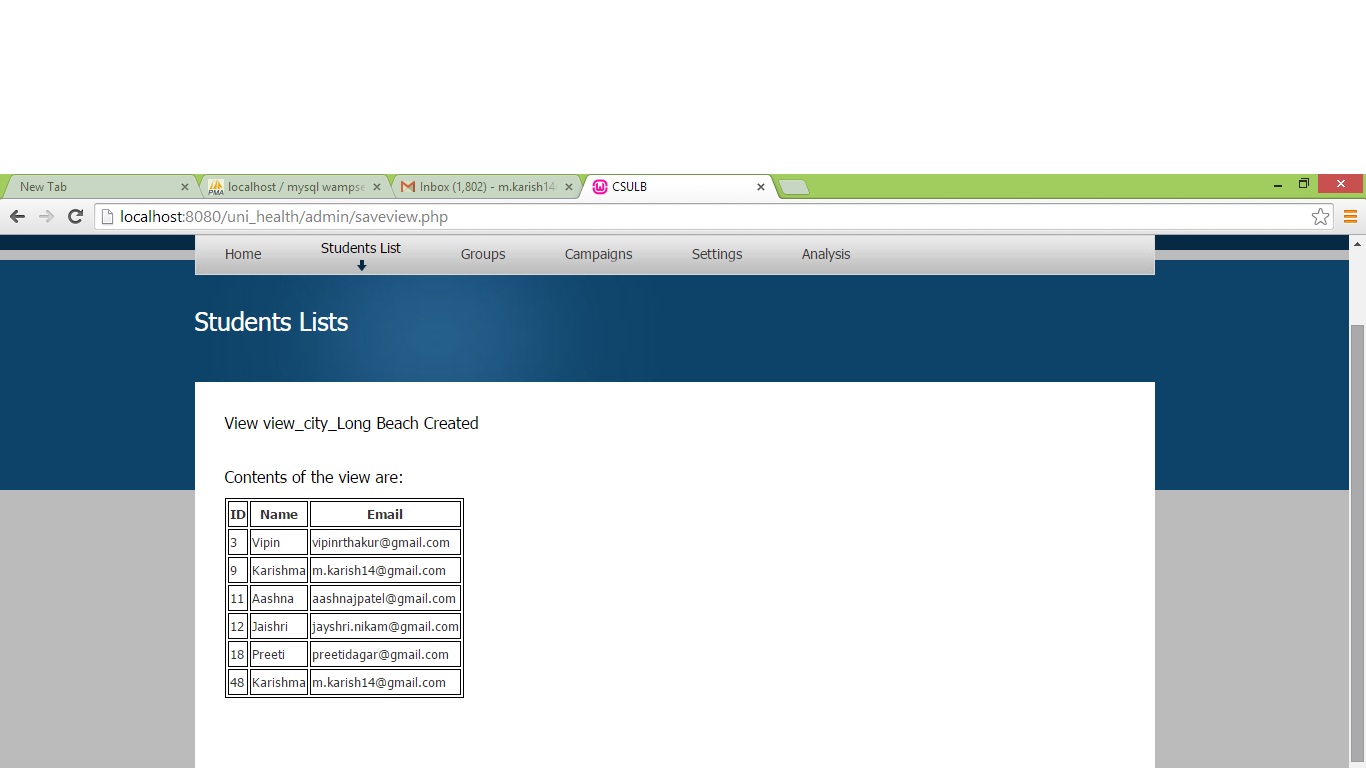 New Tab
localhost / mysql wampse
Inbox (1,802) - m.karish14
CSULB
localhost:8080/uni_health/admin/saveview.php
Home Students List Groups Campaigns Settings Analysis
Students Lists
View view_city_Long Beach Created
Contents of the view are:
ID Name Email
3 Vipin vipinrthakur@gmail.com
9 Karishma m.karish14@gmail.com
11 Aashna aashnajpatel@gmail.com
12 Jaishri jayshri.nikam@gmail.com
18 Preeti preetidagar@gmail.com
48 Karishma m.karish14@gmail.com